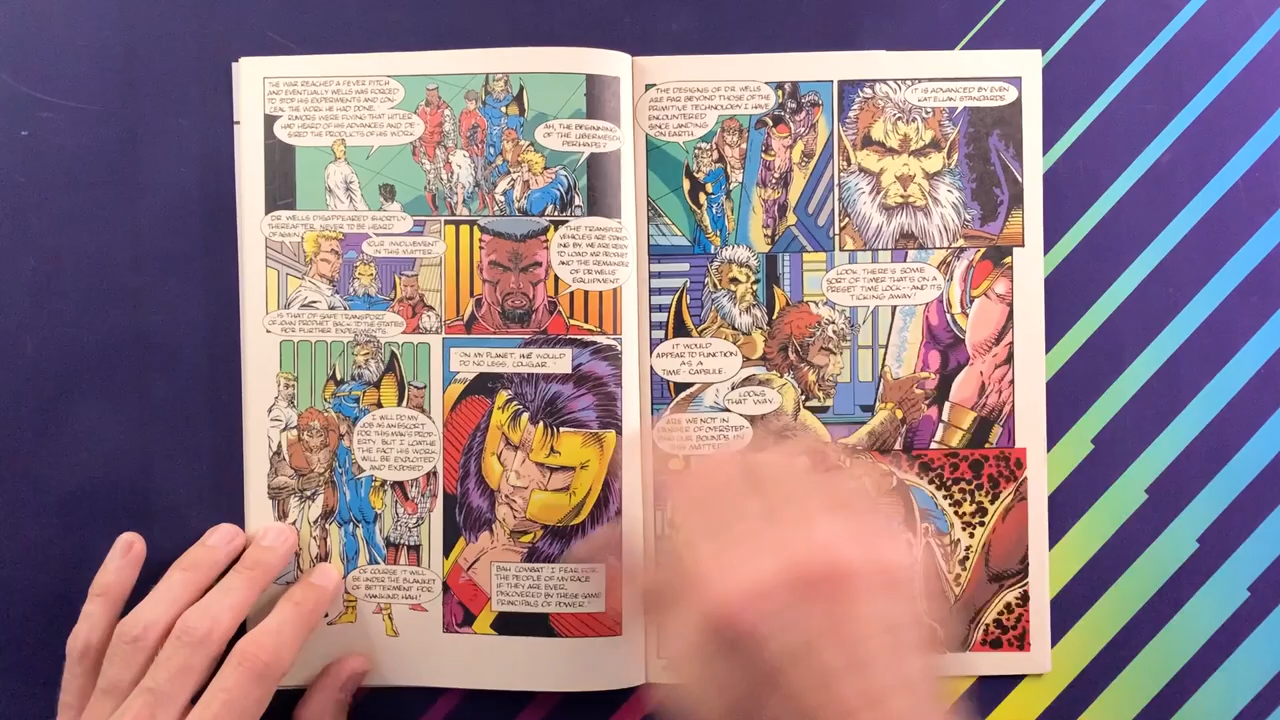 THE WAR REACHED A FEVER PITCH
AND EVENTUALLY WELLS WAS FORCED
TO STOP HIS EXPERIMENTS AND CON-
CEAL THE WORK HE HAD DONE.
RUMORS WERE FLYING THAT HITLER
HAD HEARD OF HIS ADVANCES AND DE-
SIRED THE PRODUCTS OF HIS WORK.
AH, THE BEGINNING
OF THE UBERMESCH,
PERHAPS?
DR. WELLS DISAPPEARED SHORTLY
THEREAFTER, NEVER TO BE HEARD
OF AGAIN.
YOUR INVOLVEMENT
IN THIS MATTER...
...IS THAT OF SAFE TRANSPORT
OF JOHN PROPHET BACK TO THE STATES
FOR FURTHER EXPERIMENTS.
THE TRANSPORT
VEHICLES ARE STAND-
ING BY. WE ARE READY
TO LOAD MR. PROPHET
AND THE REMAINDER
OF DR. WELLS'
EQUIPMENT.
I WILL DO MY
JOB AS AN ESCORT
FOR THIS MAN'S PROP-
ERTY. BUT I LOATHE
THE FACT HIS WORK
WILL BE EXPLOITED
AND EXPOSED.
OF COURSE IT WILL
BE UNDER THE BLANKET
OF BETTERMENT FOR
MANKIND, HAH!
"ON MY PLANET, WE WOULD
DO NO LESS, COUGAR."
BAH COMBAT! I FEAR FOR
THE PEOPLE OF MY RACE
IF THEY ARE EVER
DISCOVERED BY THESE SAME
PRINCIPALS OF POWER."
THE DESIGNS OF DR. WELLS
ARE FAR BEYOND THOSE OF THE
PRIMITIVE TECHNOLOGY I HAVE
ENCOUNTERED
SINCE LANDING
ON EARTH.
IT IS ADVANCED BY EVEN
KATELLAN STANDARDS.
LOOK, THERE'S SOME
SORT OF TIMER THAT'S ON A
PRESET TIME LOCK--AND ITS
TICKING AWAY!
IT WOULD
APPEAR TO FUNCTION
AS A
TIME-CAPSULE.
LOOKS
THAT WAY.
ARE WE NOT IN
DANGER OF OVERSTEP-
PING OUR BOUNDS IN
THIS MATTER